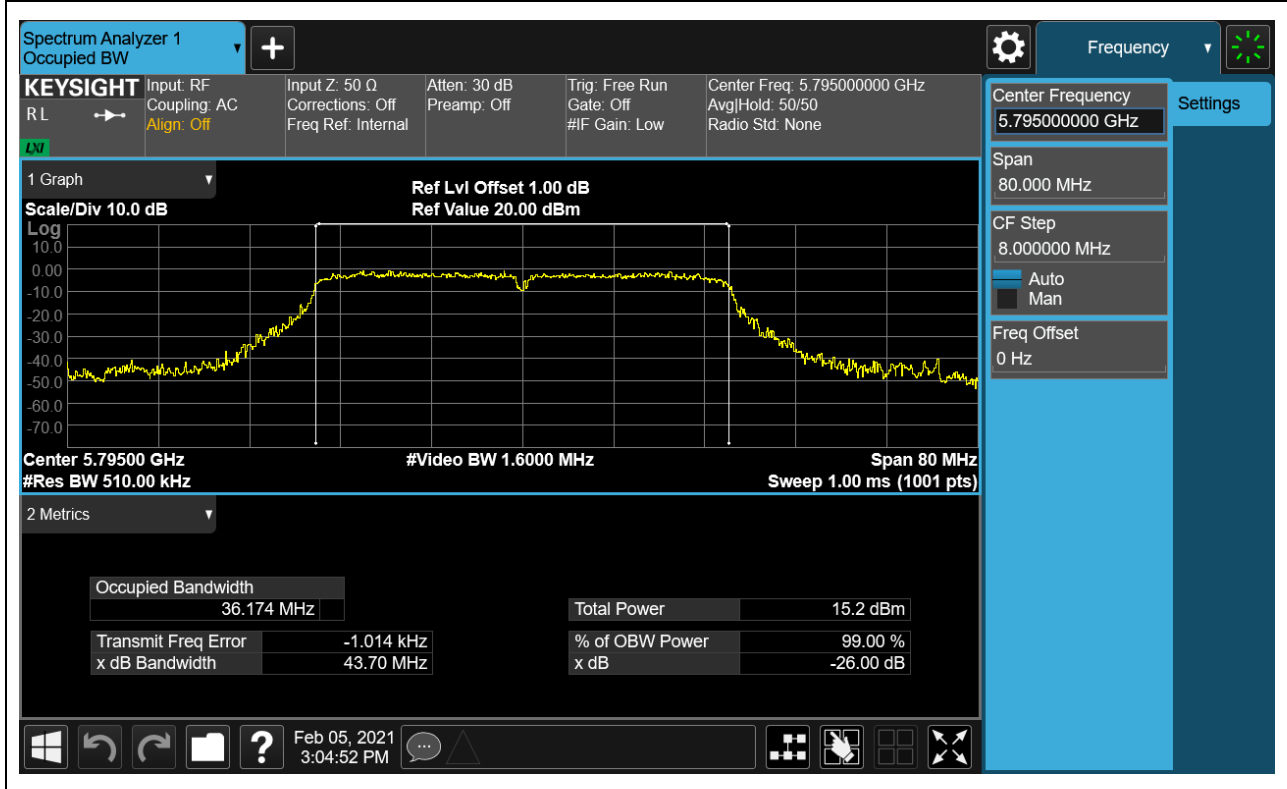 Spectrum Analyzer 1
Occupied BW
Frequency
KEYSIGHT
R L
LXI
Input: RF
Coupling: AC
Align: Off
Input Z: 50 Ω
Corrections: Off
Freq Ref: Internal
Atten: 30 dB
Preamp: Off
Trig: Free Run
Gate: Off
#IF Gain: Low
Center Freq: 5.795000000 GHz
Avg|Hold: 50/50
Radio Std: None
Center Frequency
5.795000000 GHz
Settings
Span
80.000 MHz
CF Step
8.000000 MHz
Auto
Man
Freq Offset
0 Hz
1 Graph
Scale/Div 10.0 dB
Ref Lvl Offset 1.00 dB
Ref Value 20.00 dBm
Log
10.0
0.00
-10.0
-20.0
-30.0
-40.0
-50.0
-60.0
-70.0
Center 5.79500 GHz
#Video BW 1.6000 MHz
Span 80 MHz
#Res BW 510.00 kHz
Sweep 1.00 ms (1001 pts)
2 Metrics
Occupied Bandwidth
36.174 MHz
Total Power 15.2 dBm
Transmit Freq Error -1.014 kHz
% of OBW Power 99.00 %
x dB Bandwidth 43.70 MHz
x dB -26.00 dB
Feb 05, 2021
3:04:52 PM